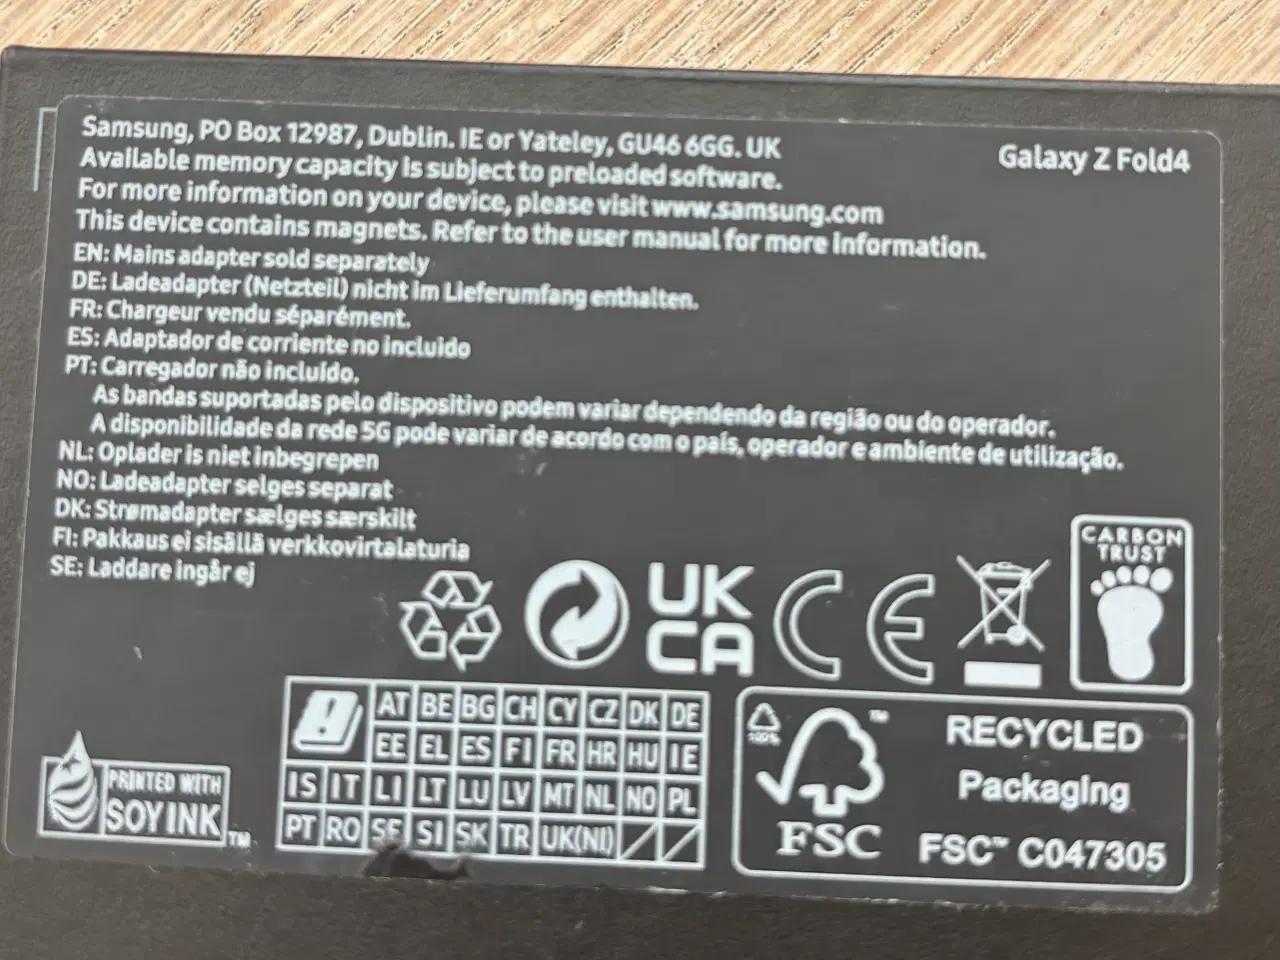 Samsung, PO Box 12987, Dublin. IE or Yateley, GU46 6GG. UK
Available memory capacity is subject to preloaded software.
For more information on your device, please visit www.samsung.com
This device contains magnets. Refer to the user manual for more information.
Galaxy Z Fold4
EN: Mains adapter sold separately
DE: Ladeadapter (Netzteil) nicht im Lieferumfang enthalten.
FR: Chargeur vendu séparément.
ES: Adaptador de corriente no incluido
PT: Carregador não incluído.
As bandas suportadas pelo dispositivo podem variar dependendo da região ou do operador.
A disponibilidade da rede 5G pode variar de acordo com o país, operador e ambiente de utilização.
NL: Oplader is niet inbegrepen
NO: Ladeadapter selges separat
DK: Strømadapter sælges særskilt
FI: Pakkaus ei sisällä verkkovirtalaturia
SE: Laddare ingår ej
UK
CA
CE
CARBON
TRUST
AT BE BG CH CY CZ DK DE
EE EL ES FI FR HR HU IE
IS IT LI LT LU LV MT NL NO PL
PT RO SE SI SK TR UK(NI)
PRINTED WITH
SOY INK™
100%
™
FSC
RECYCLED
Packaging
FSC™ C047305